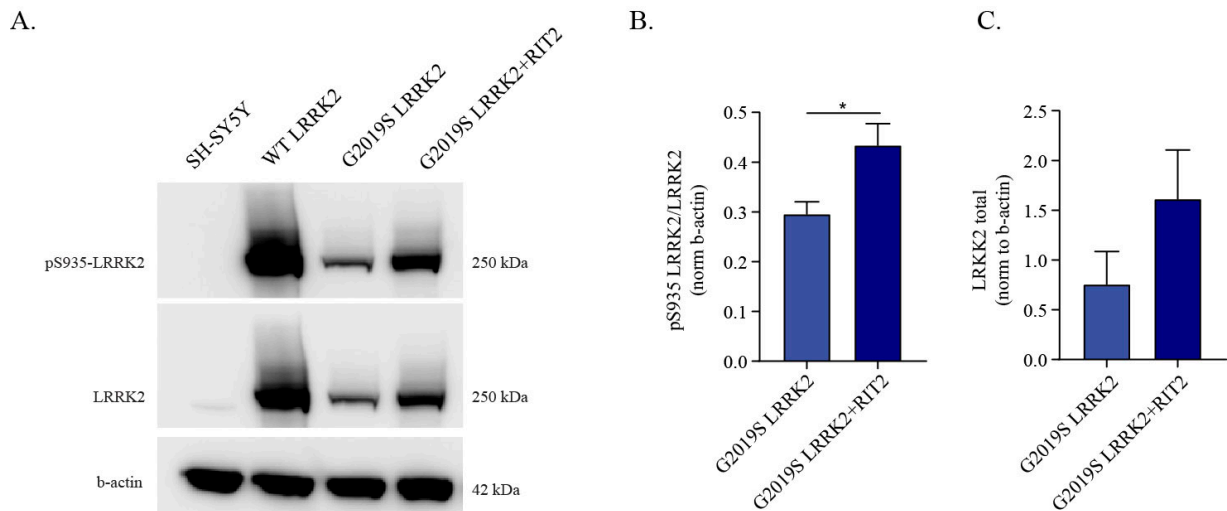 A.
SH-SY5Y
WT LRRK2
G2019S LRRK2
G2019S LRRK2+RIT2
pS935-LRRK2
250 kDa
LRRK2
250 kDa
b-actin
42 kDa
B.
pS935 LRRK2/LRRK2
(norm b-actin)
0.5
0.4
0.3
0.2
0.1
0.0
*
G2019S LRRK2
G2019S LRRK2+RIT2
C.
LRKK2 total
(norm to b-actin)
2.5
2.0
1.5
1.0
0.5
0.0
G2019S LRRK2
G2019S LRRK2+RIT2